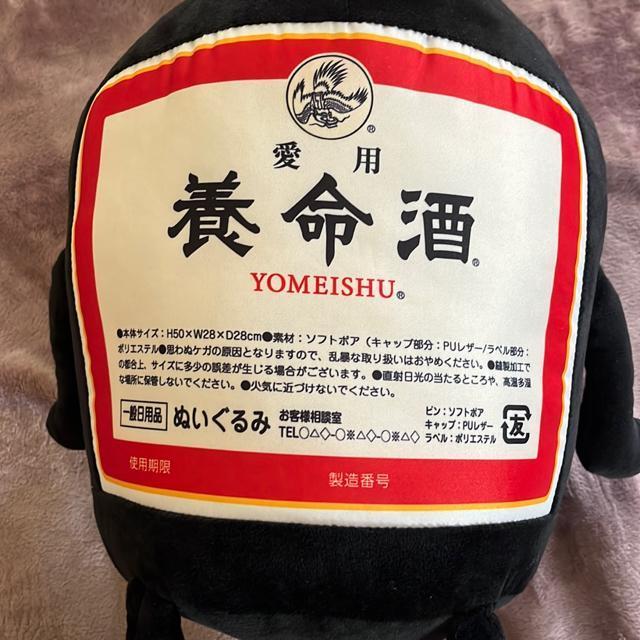 ®
愛用
養命酒®
YOMEISHU®
●本体サイズ：H50×W28×D28cm●素材：ソフトボア（キャップ部分：PUレザー/ラベル部分：
ポリエステル●思わぬケガの原因となりますので、乱暴な取り扱いはおやめください。●縫製加工上
の都合上、サイズに多少の誤差が生じる場合がございます。●直射日光の当たるところや、高温多湿
な場所に保管しないでください。●火気に近づけないでください。
一般日用品 ぬいぐるみ お客様相談室
TEL○△◇-○※△◇-○※△◇
ビン：ソフトボア
キャップ：PUレザー
ラベル：ポリエステル
友
使用期限 製造番号